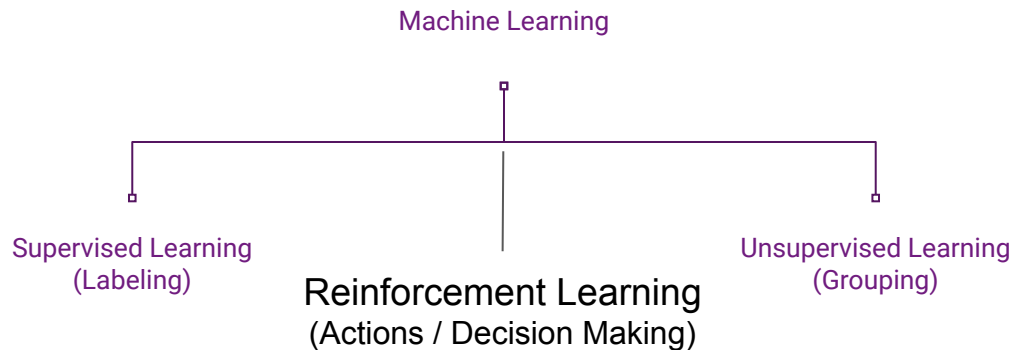 Machine Learning
Supervised Learning
(Labeling)
Reinforcement Learning
(Actions / Decision Making)
Unsupervised Learning
(Grouping)